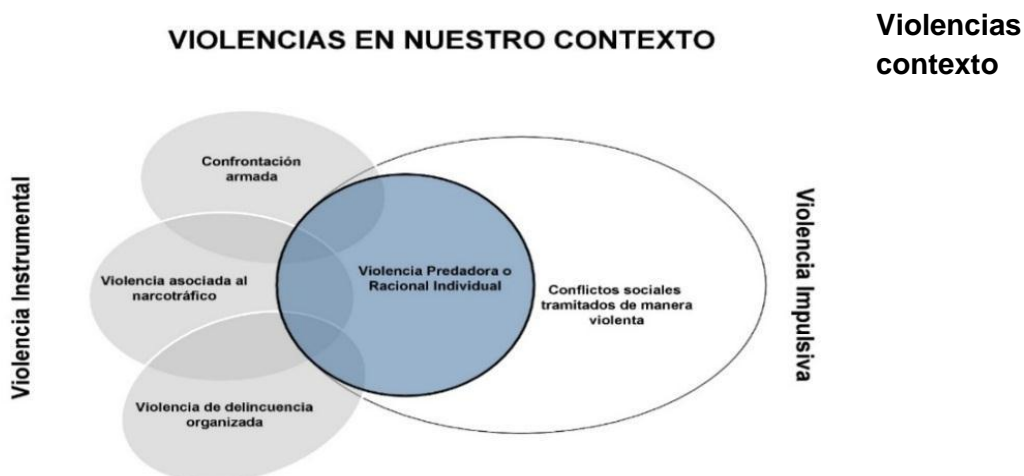 VIOLENCIAS EN NUESTRO CONTEXTO
Violencias
contexto
Violencia Instrumental
Confrontación
armada
Violencia asociada al
narcotráfico
Violencia de delincuencia
organizada
Violencia Predadora o
Racional Individual
Conflictos sociales
tramitados de manera
violenta
Violencia Impulsiva